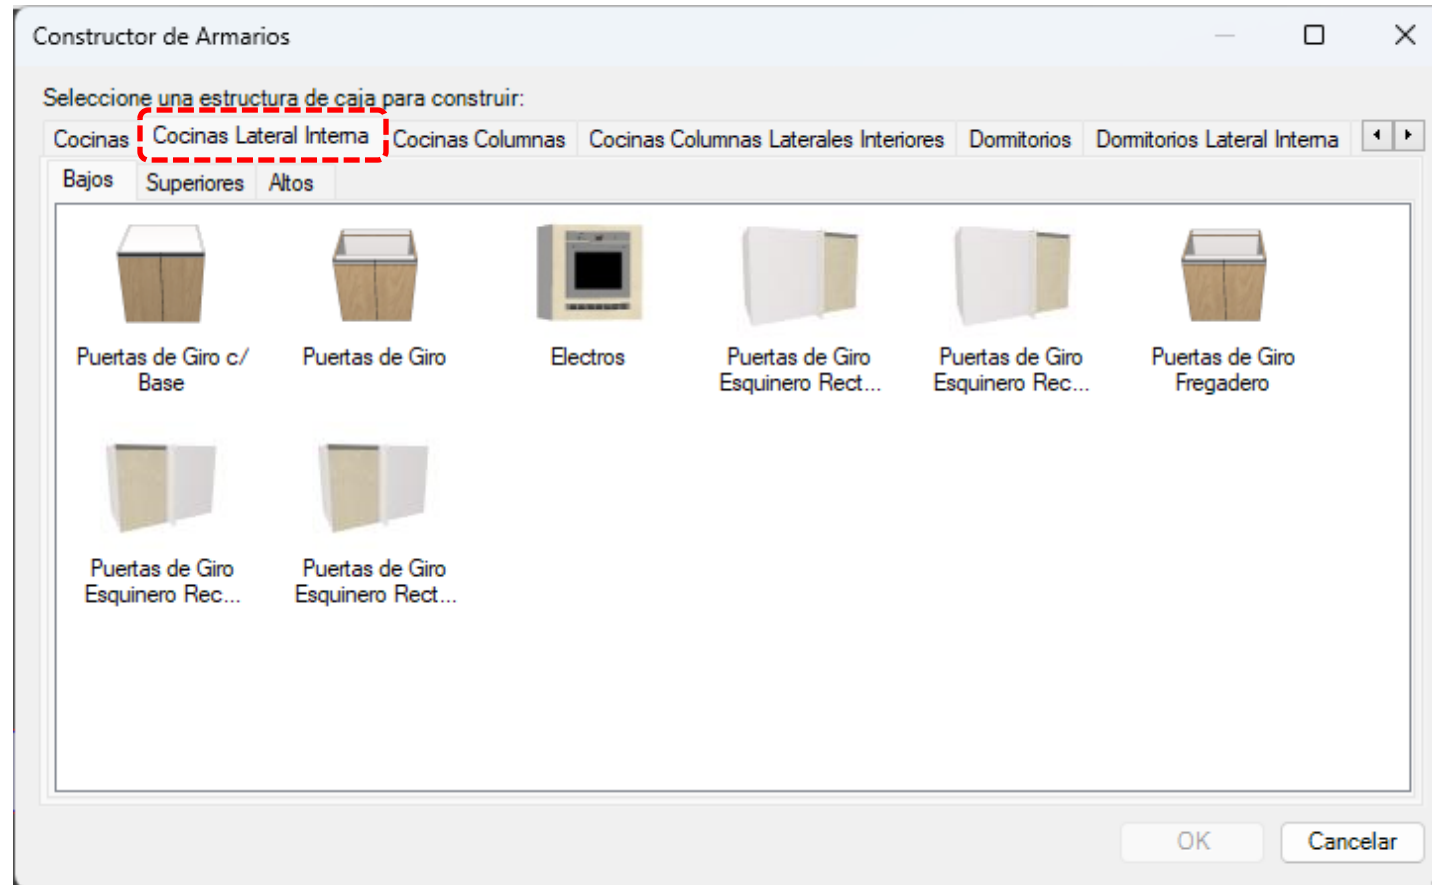 Constructor de Armarios
Seleccione una estructura de caja para construir:
Cocinas Cocinas Lateral Interna Cocinas Columnas Cocinas Columnas Laterales Interiores Dormitorios Dormitorios Lateral Interna
Bajos Superiores Altos
Puertas de Giro c/
Base
Puertas de Giro
Electros
Puertas de Giro
Esquinero Rect...
Puertas de Giro
Esquinero Rec...
Puertas de Giro
Fregadero
Puertas de Giro
Esquinero Rec...
Puertas de Giro
Esquinero Rect...
OK Cancelar